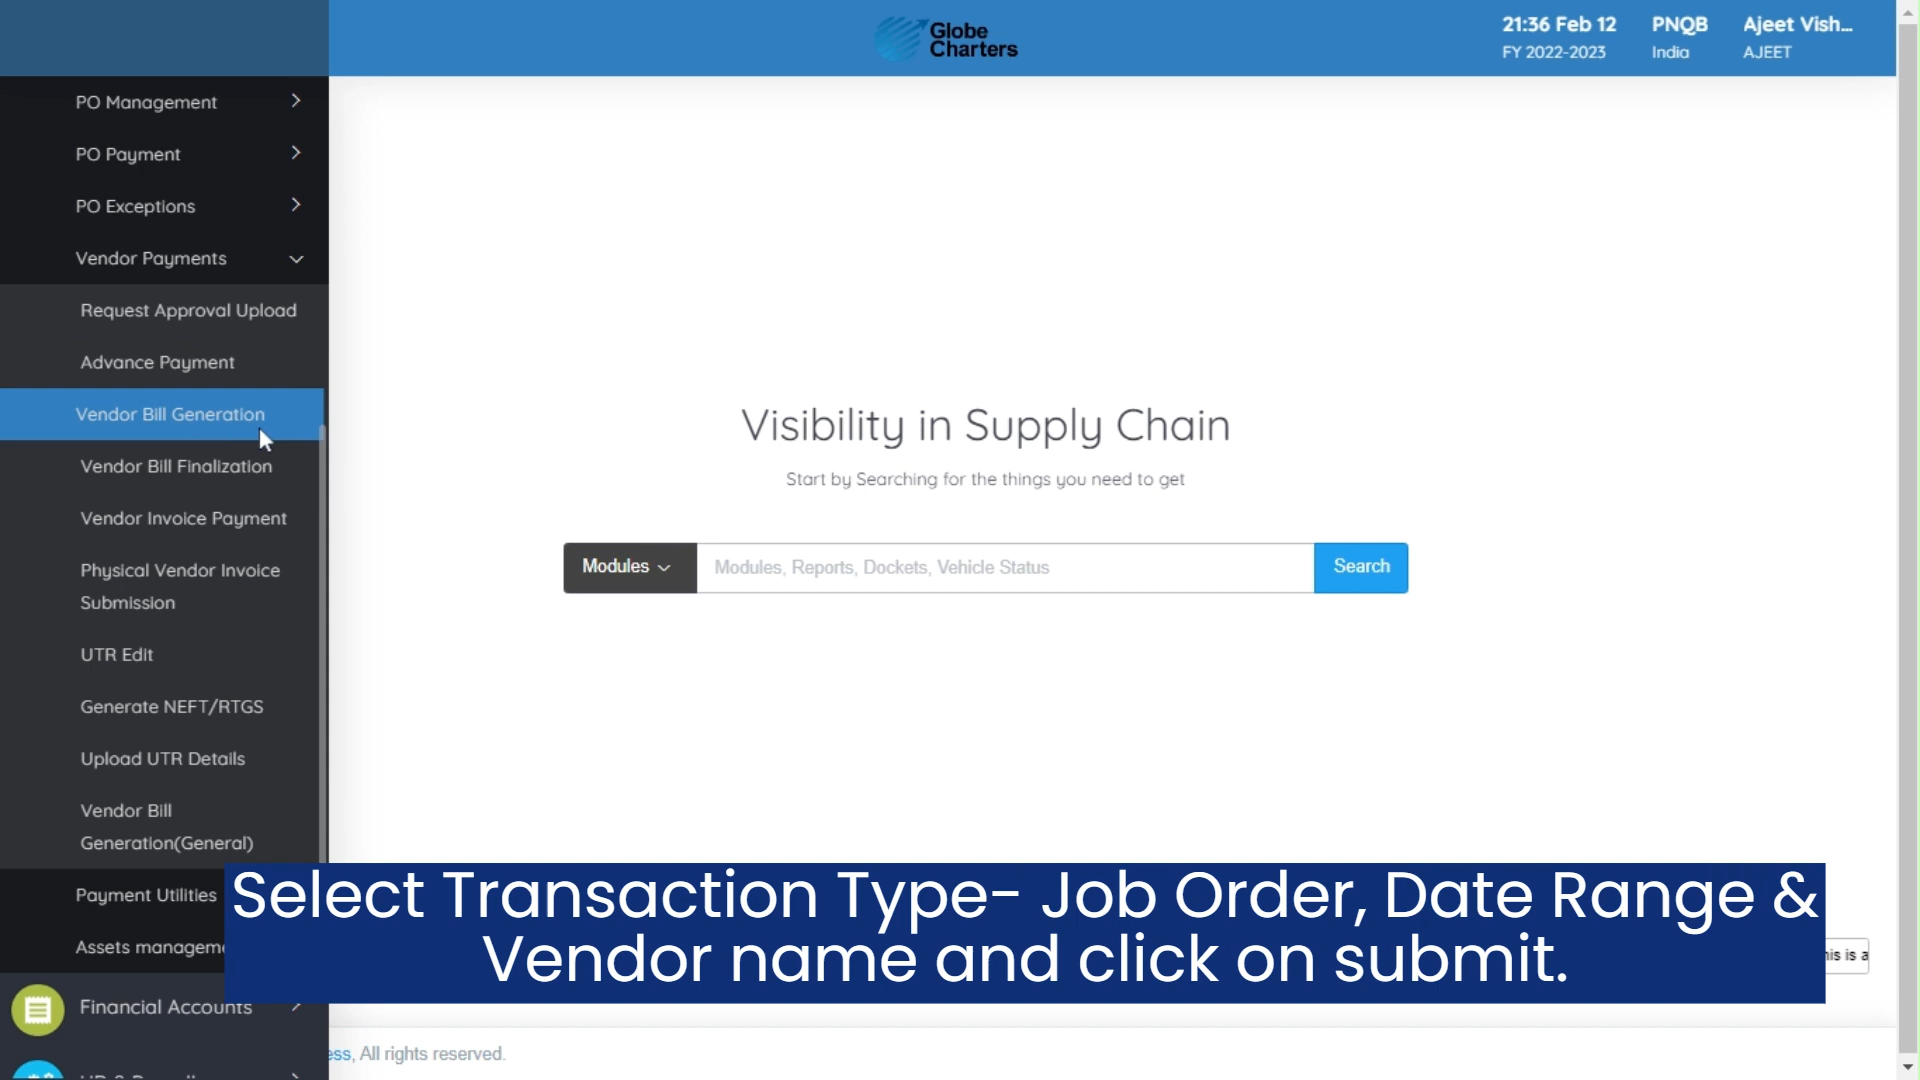 Globe
Charters
21:36 Feb 12
FY 2022-2023
PNQB
India
Ajeet Vish...
AJEET
PO Management
PO Payment
PO Exceptions
Vendor Payments
Request Approval Upload
Advance Payment
Vendor Bill Generation
Vendor Bill Finalization
Vendor Invoice Payment
Physical Vendor Invoice
Submission
UTR Edit
Generate NEFT/RTGS
Upload UTR Details
Vendor Bill
Generation(General)
Payment Utilities
Assets
Financial Accounts
Visibility in Supply Chain
Start by Searching for the things you need to get
Modules
Modules, Reports, Dockets, Vehicle Status
Search
Select Transaction Type- Job Order, Date Range &
Vendor name and click on submit.
is a
All rights reserved.